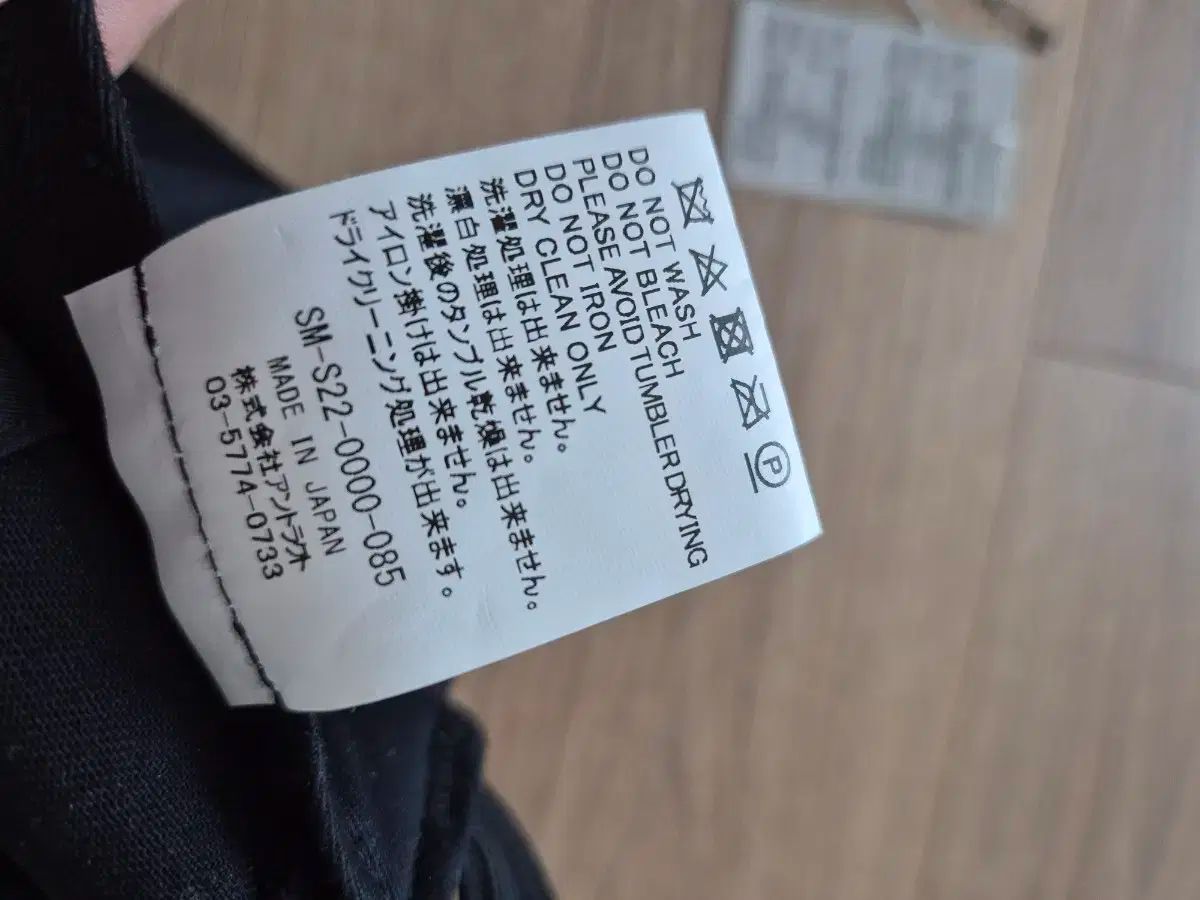 DO NOT WASH
DO NOT BLEACH
PLEASE AVOID TUMBLER DRYING
DO NOT IRON
DRY CLEAN ONLY
洗濯処理は出来ません。
漂白処理は出来ません。
洗濯後のタンブル乾燥は出来ません。
アイロン掛けは出来ません。
ドライクリーニング処理が出来ます。
SM-S22-0000-085
MADE IN JAPAN
株式会社アントラジオ
03-5774-0733